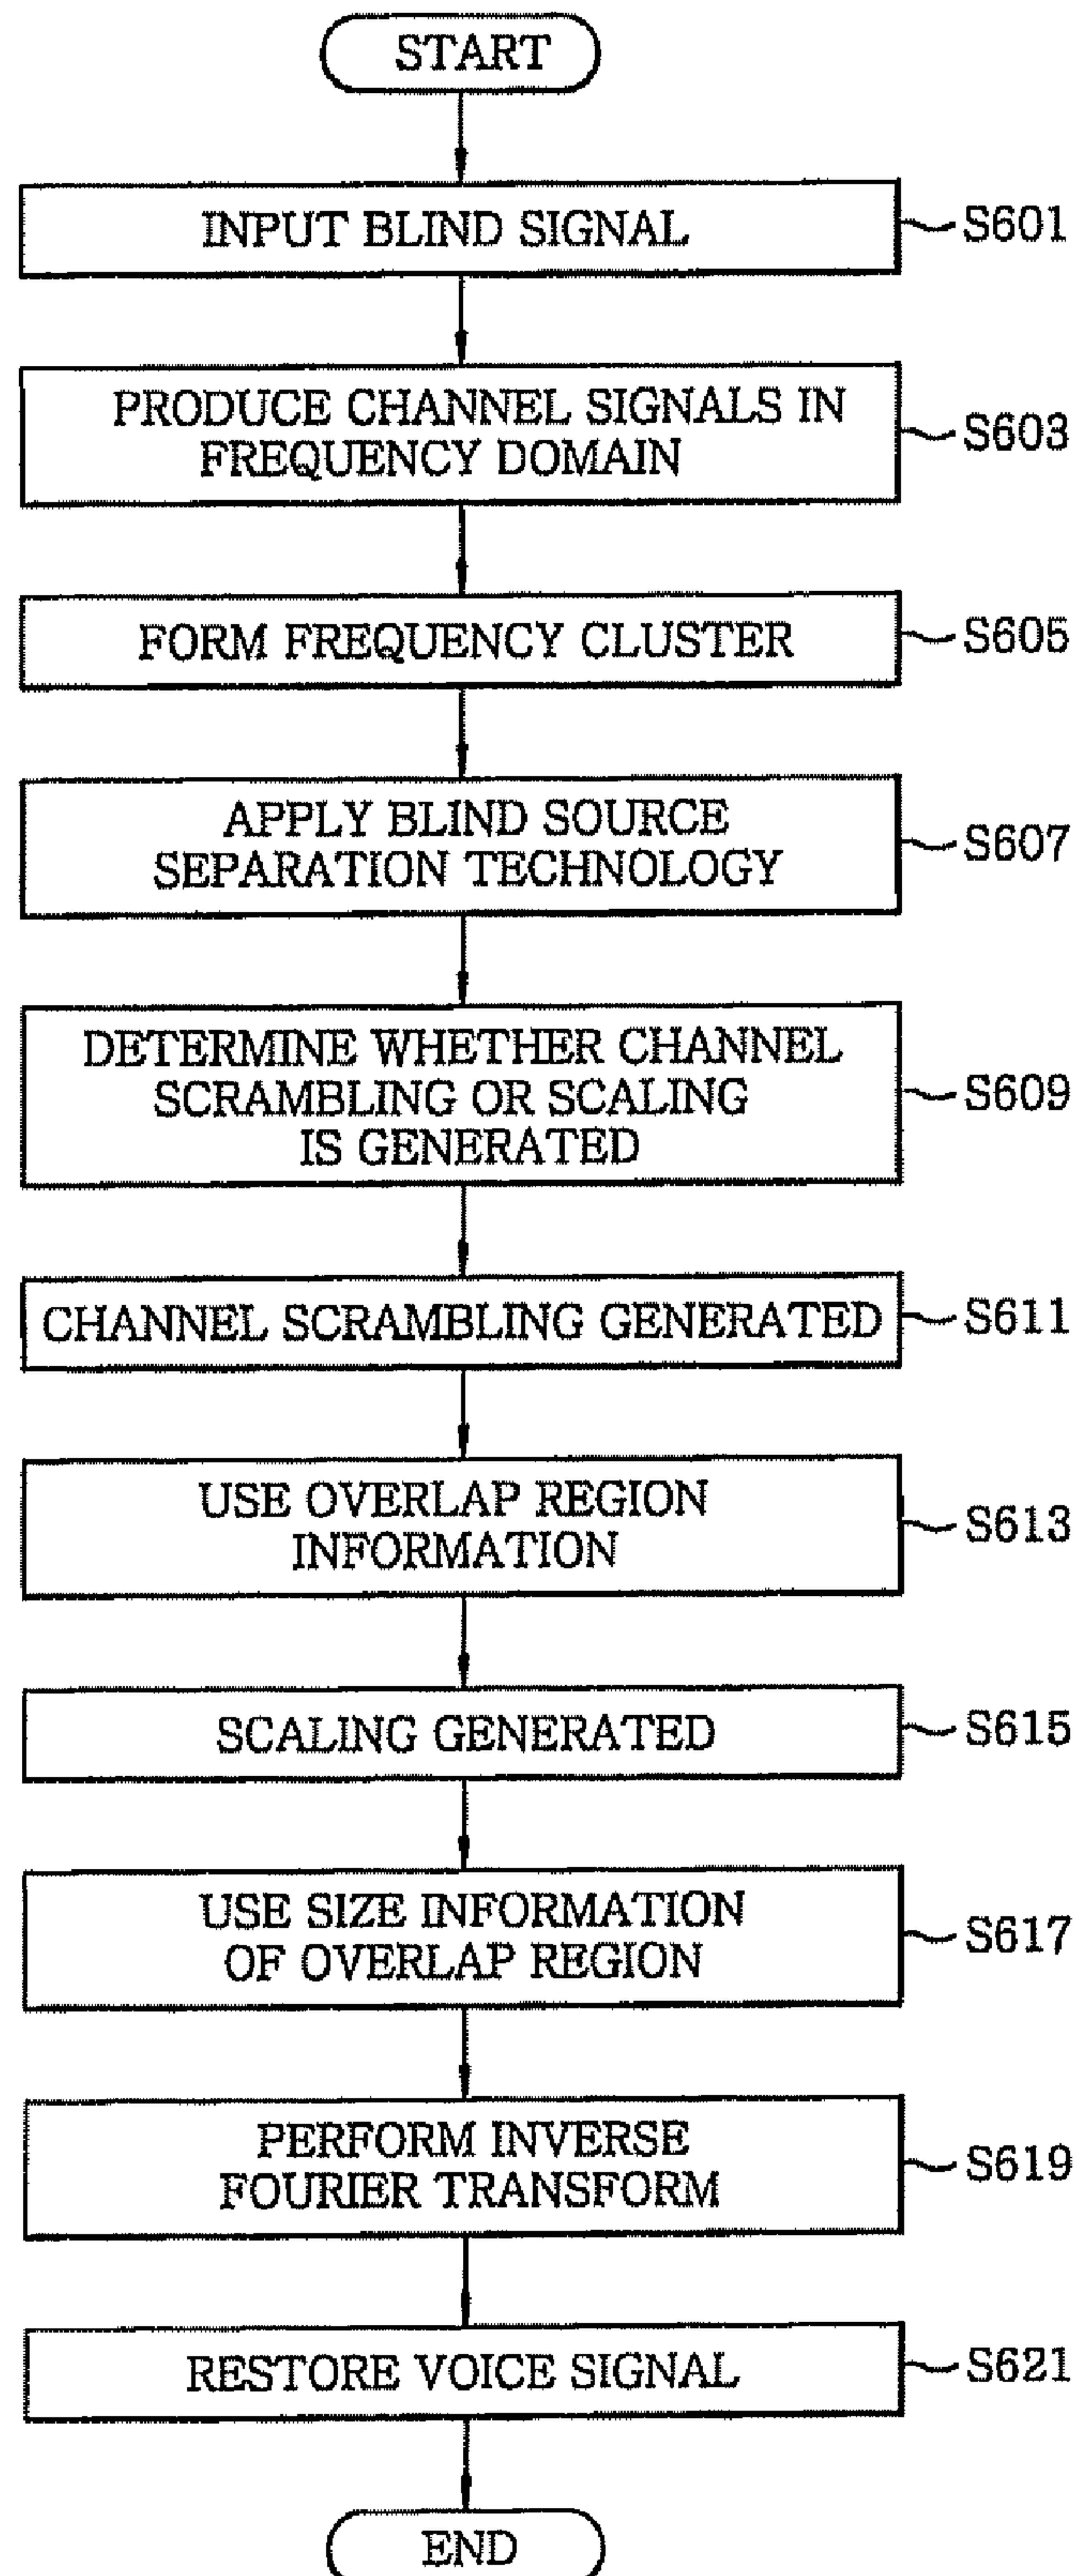 START
INPUT BLIND SIGNAL
S601
PRODUCE CHANNEL SIGNALS IN
FREQUENCY DOMAIN
S603
FORM FREQUENCY CLUSTER
S605
APPLY BLIND SOURCE
SEPARATION TECHNOLOGY
S607
DETERMINE WHETHER CHANNEL
SCRAMBLING OR SCALING
IS GENERATED
S609
CHANNEL SCRAMBLING GENERATED
S611
USE OVERLAP REGION
INFORMATION
S613
SCALING GENERATED
S615
USE SIZE INFORMATION
OF OVERLAP REGION
S617
PERFORM INVERSE
FOURIER TRANSFORM
S619
RESTORE VOICE SIGNAL
S621
END